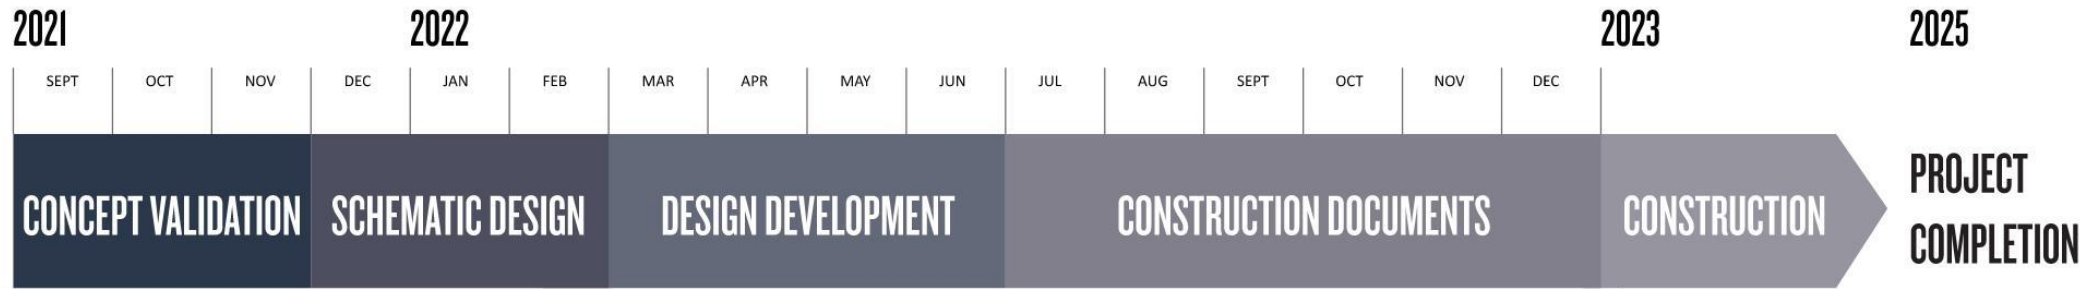 2021 2022 2023 2025
SEPT OCT NOV DEC JAN FEB MAR APR MAY JUN JUL AUG SEPT OCT NOV DEC
CONCEPT VALIDATION SCHEMATIC DESIGN DESIGN DEVELOPMENT CONSTRUCTION DOCUMENTS CONSTRUCTION
PROJECT
COMPLETION